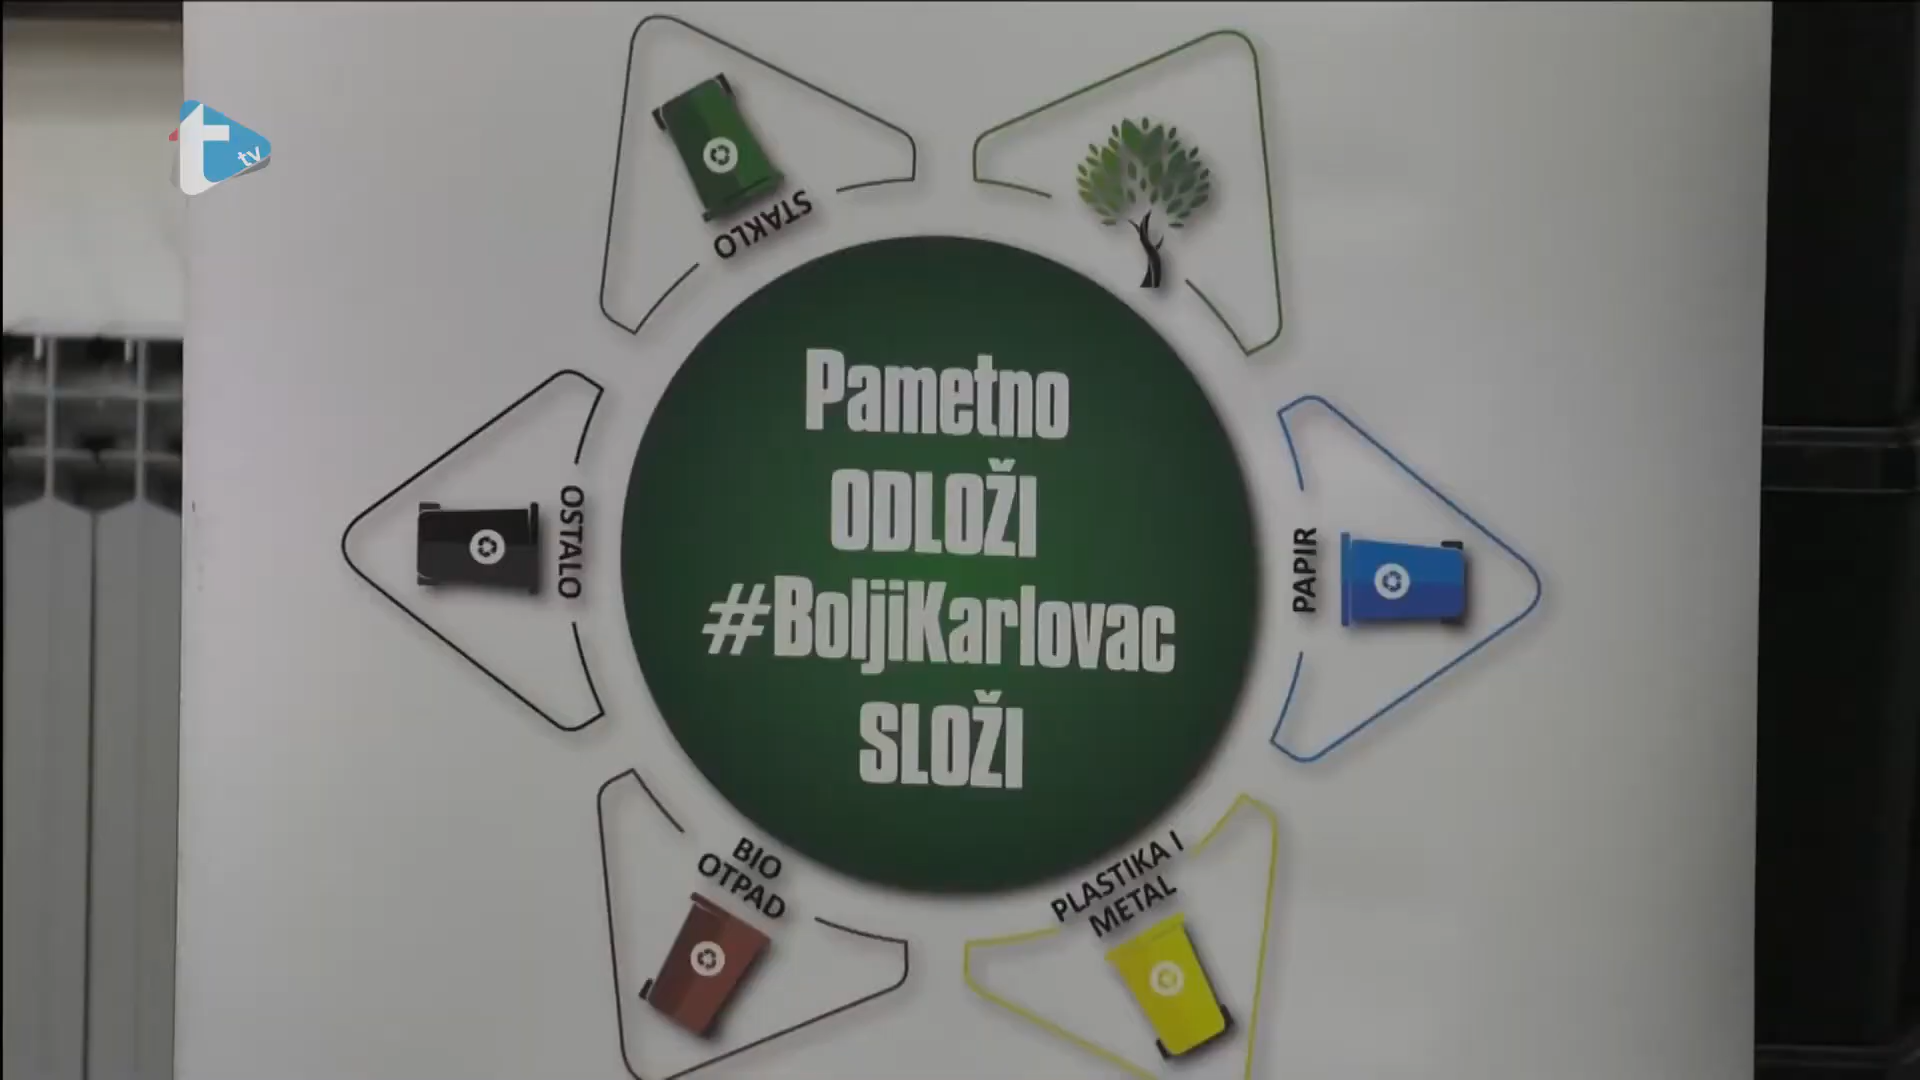 t
tv
STAKLO
Pametno
ODLOŽI
#BoljiKarlovac
SLOŽI
OSTALO
PAPIR
BIO
OTPAD
PLASTIKA I
METAL